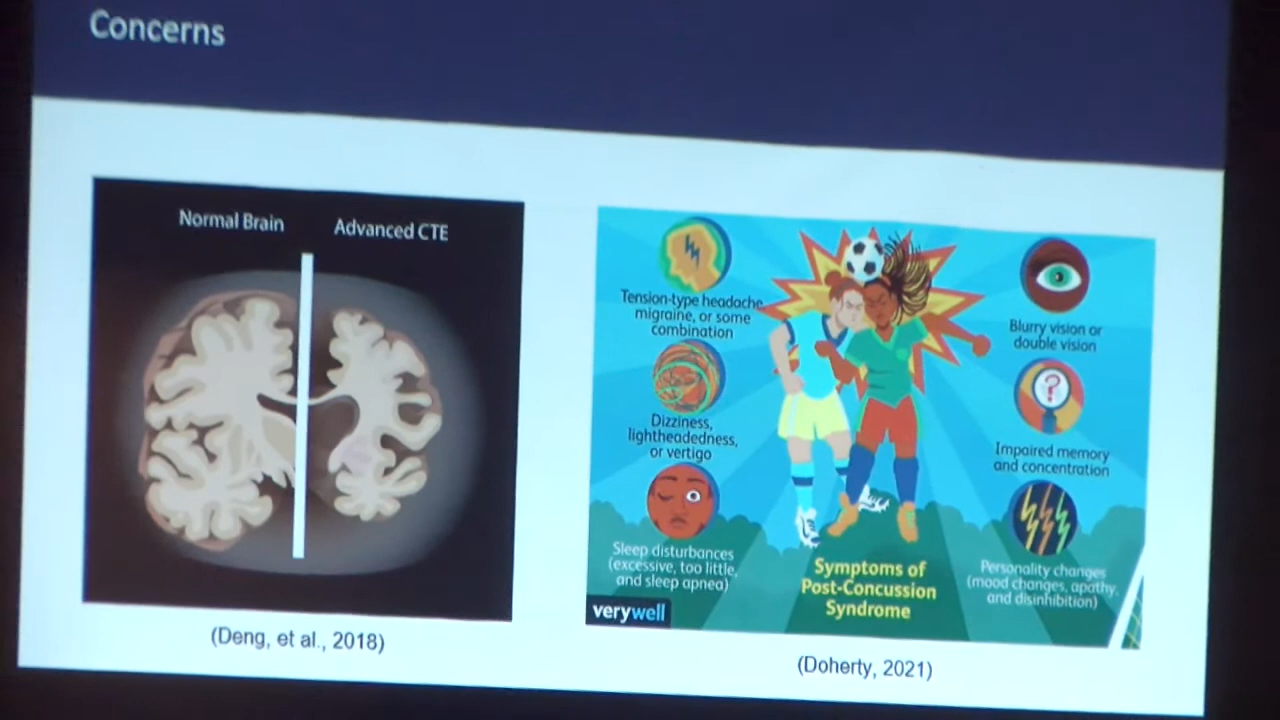 Concerns
Normal Brain
Advanced CTE
(Deng, et al., 2018)
Tension-type headache
migraine, or some
combination
Dizziness,
lightheadedness,
or vertigo
Sleep disturbances
(excessive, too little,
and sleep apnea)
Symptoms of
Post-Concussion
Syndrome
Blurry vision or
double vision
?
Impaired memory
and concentration
Personality changes
(mood changes, apathy,
and disinhibition)
verywell
(Doherty, 2021)